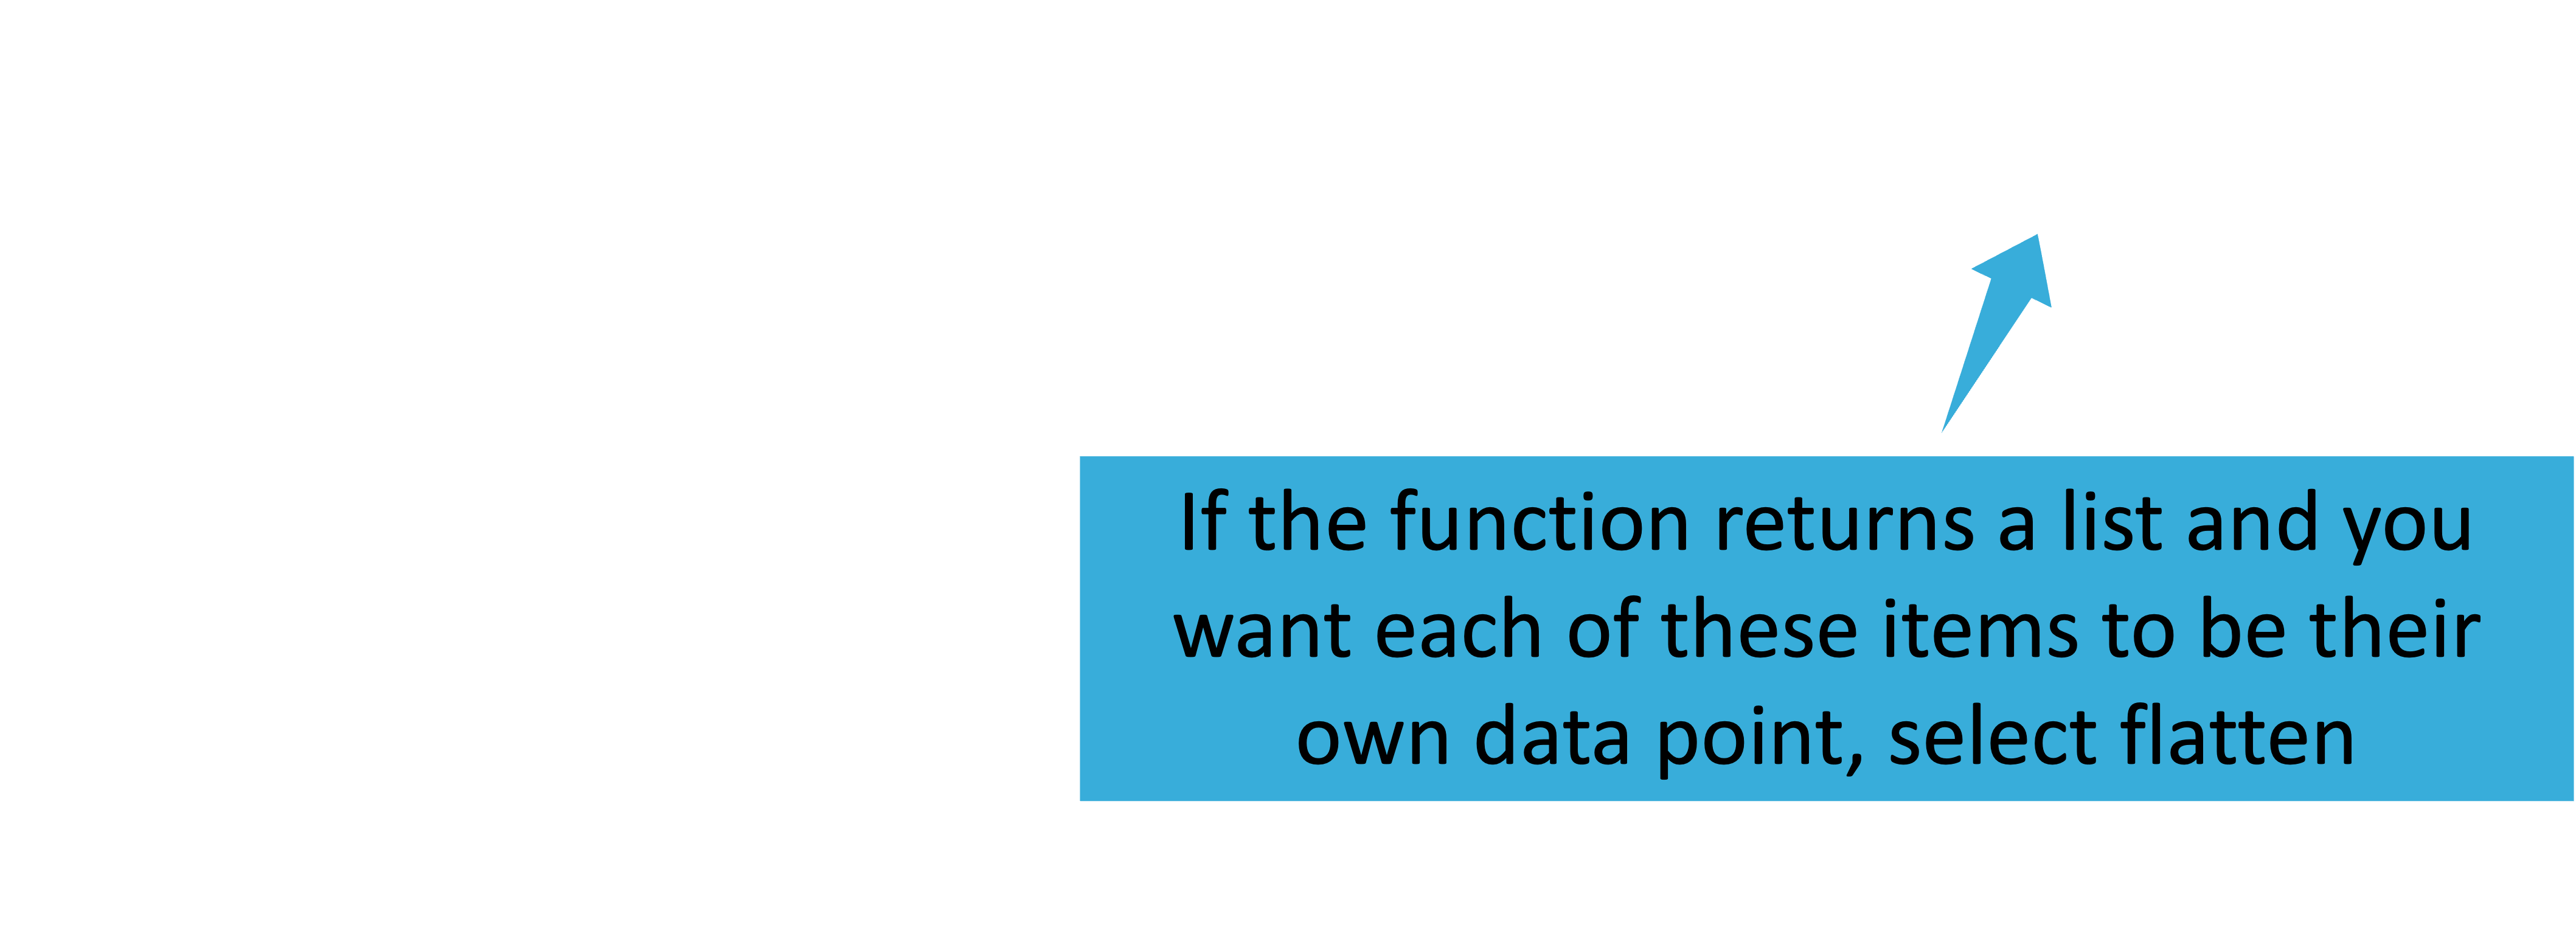 If the function returns a list and you
want each of these items to be their
own data point, select flatten